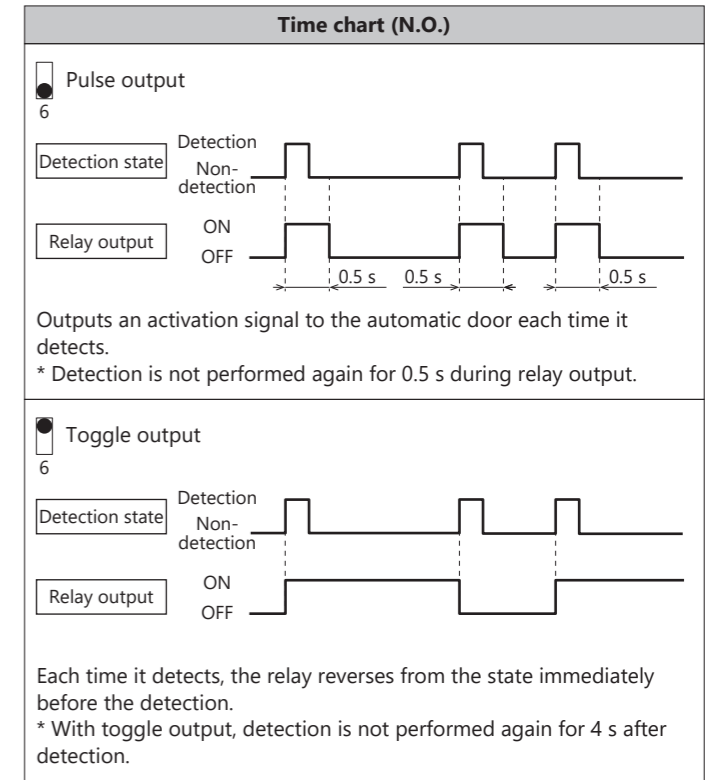 Time chart (N.O.)
Pulse output
6
Detection state
Detection
Non-
detection
Relay output
ON
OFF
0.5 s 0.5 s 0.5 s
Outputs an activation signal to the automatic door each time it
detects.
* Detection is not performed again for 0.5 s during relay output.
Toggle output
6
Detection state
Detection
Non-
detection
Relay output
ON
OFF
Each time it detects, the relay reverses from the state immediately
before the detection.
* With toggle output, detection is not performed again for 4 s after
detection.